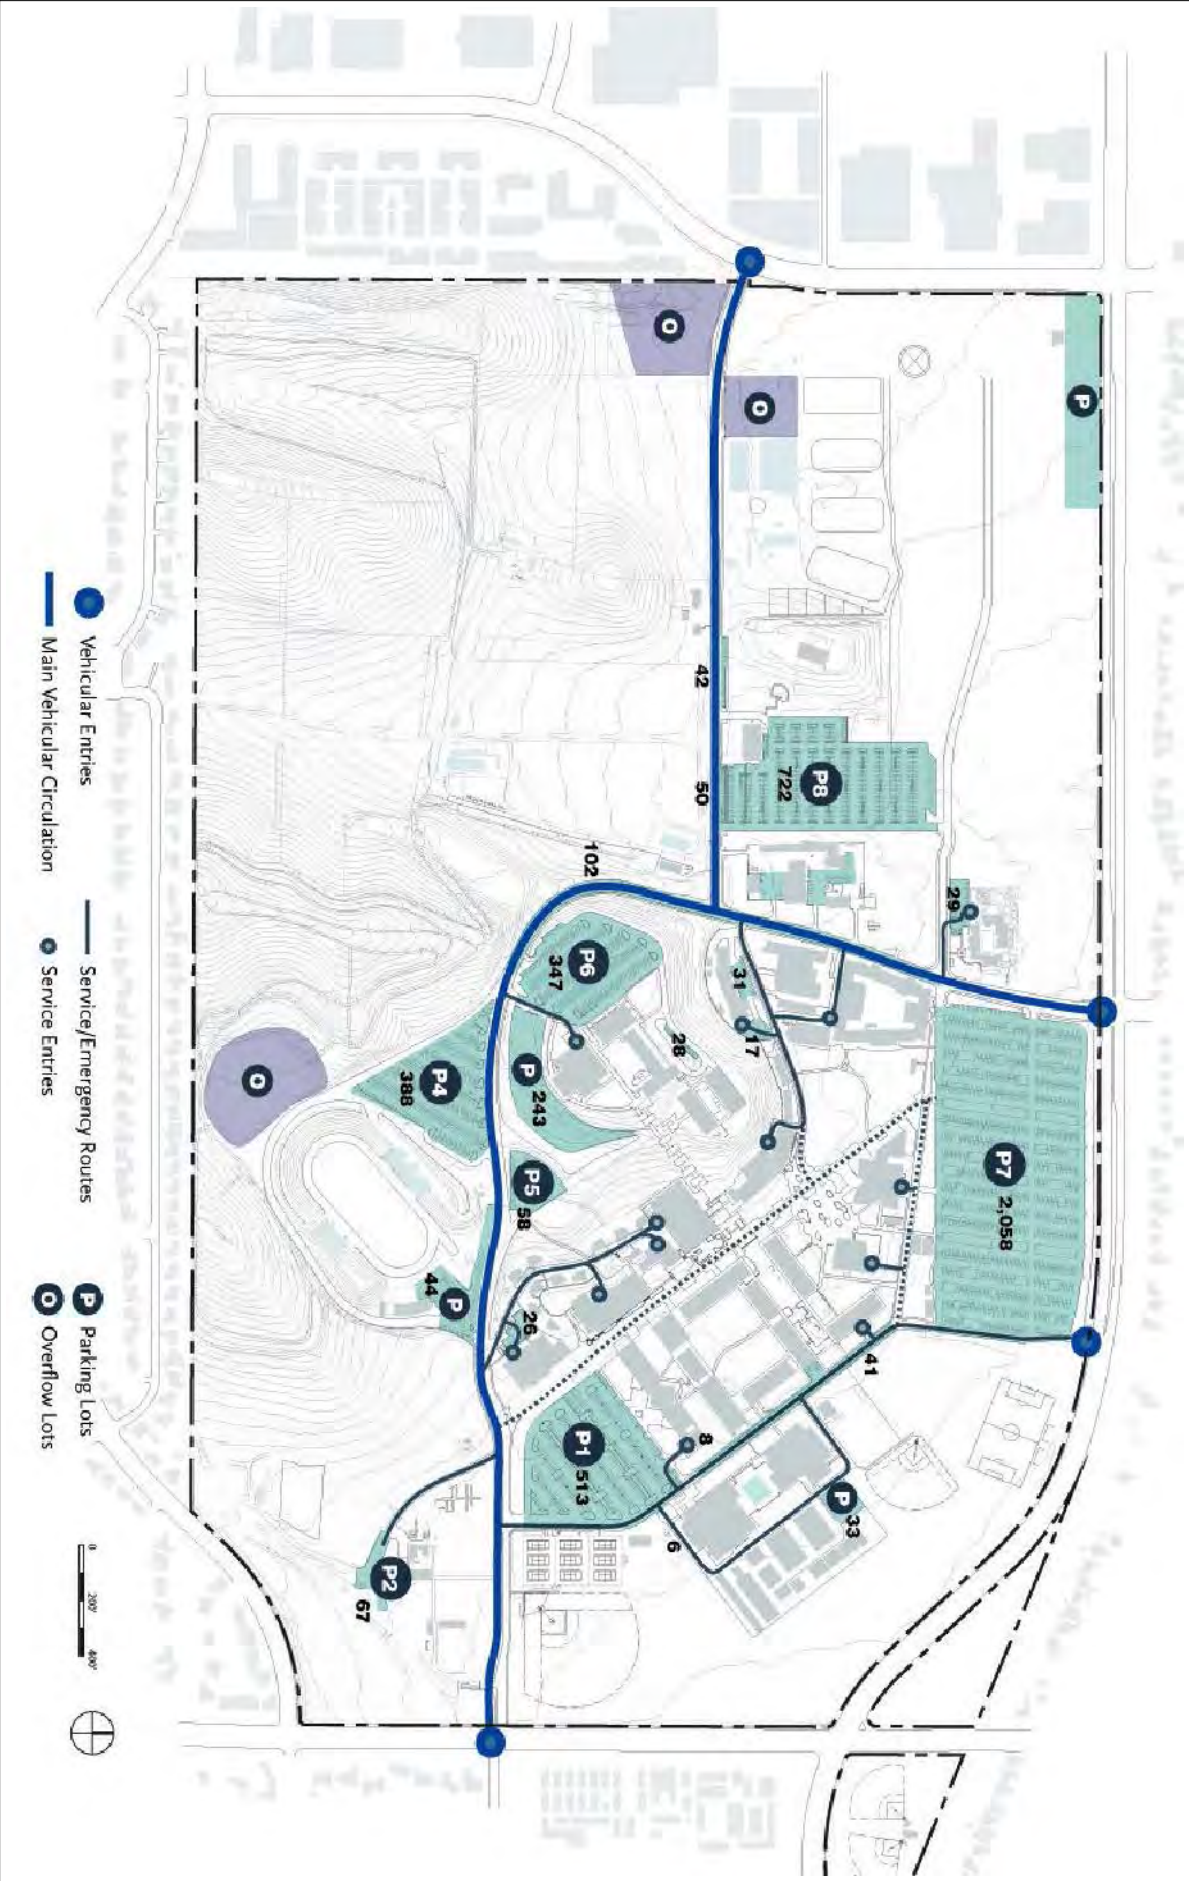 P
O
O
42
50
P8
722
102
29
P6
347
31
17
28
P
243
P4
388
O
P5
58
P7
2,058
44
P
26
41
P1
513
8
P 33
6
P2
67
Vehicular Entries
Main Vehicular Circulation
Service/Emergency Routes
Service Entries
P Parking Lots
O Overflow Lots
0 200' 400'